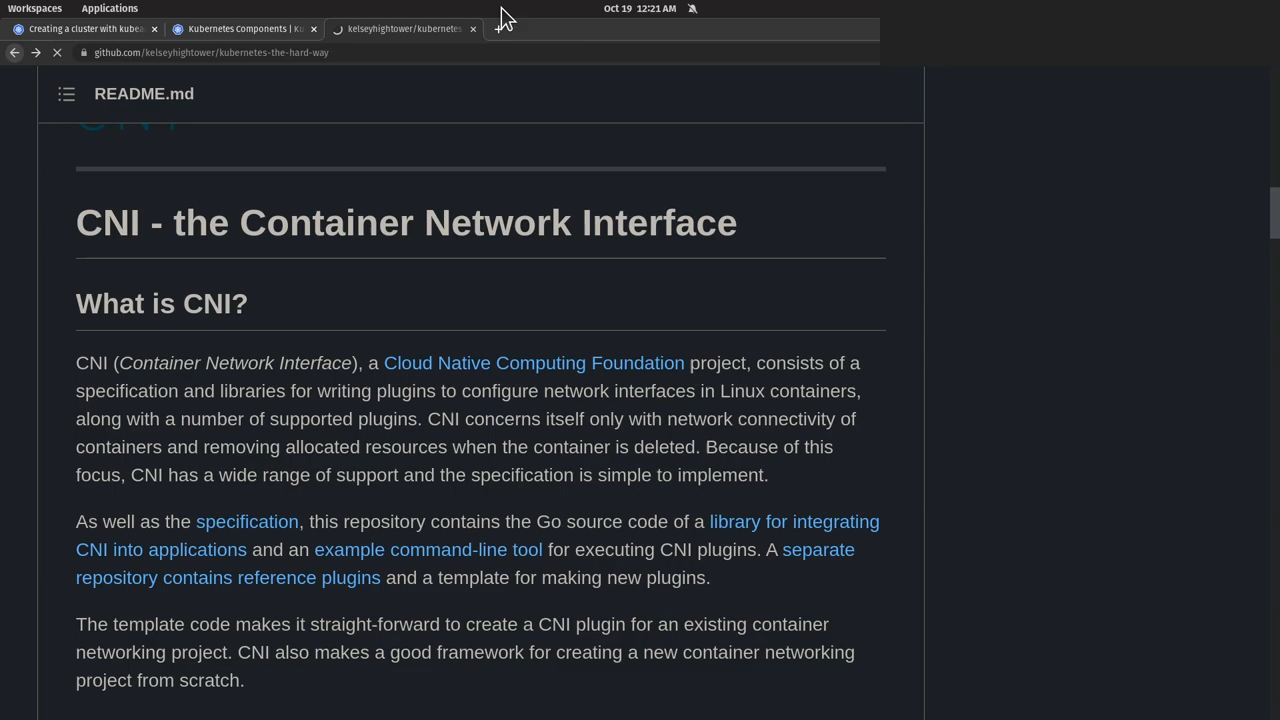 Workspaces Applications Oct 19 12:21 AM
Creating a cluster with kubea Kubernetes Components | Ku kelseyhightower/kubernetes
github.com/kelseyhightower/kubernetes-the-hard-way
README.md
CNI
CNI - the Container Network Interface
What is CNI?
CNI (Container Network Interface), a Cloud Native Computing Foundation project, consists of a
specification and libraries for writing plugins to configure network interfaces in Linux containers,
along with a number of supported plugins. CNI concerns itself only with network connectivity of
containers and removing allocated resources when the container is deleted. Because of this
focus, CNI has a wide range of support and the specification is simple to implement.
As well as the specification, this repository contains the Go source code of a library for integrating
CNI into applications and an example command-line tool for executing CNI plugins. A separate
repository contains reference plugins and a template for making new plugins.
The template code makes it straight-forward to create a CNI plugin for an existing container
networking project. CNI also makes a good framework for creating a new container networking
project from scratch.